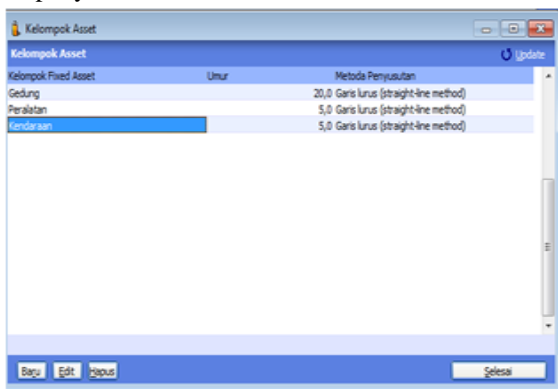 Kelompok Asset
Kelompok Asset Update
Kelompok Fixed Asset Umur Metoda Penyusutan
Gedung 20,0 Garis lurus (straight-line method)
Peralatan 5,0 Garis lurus (straight-line method)
Kendaraan 5,0 Garis lurus (straight-line method)
Baru Edit Hapus Selesai